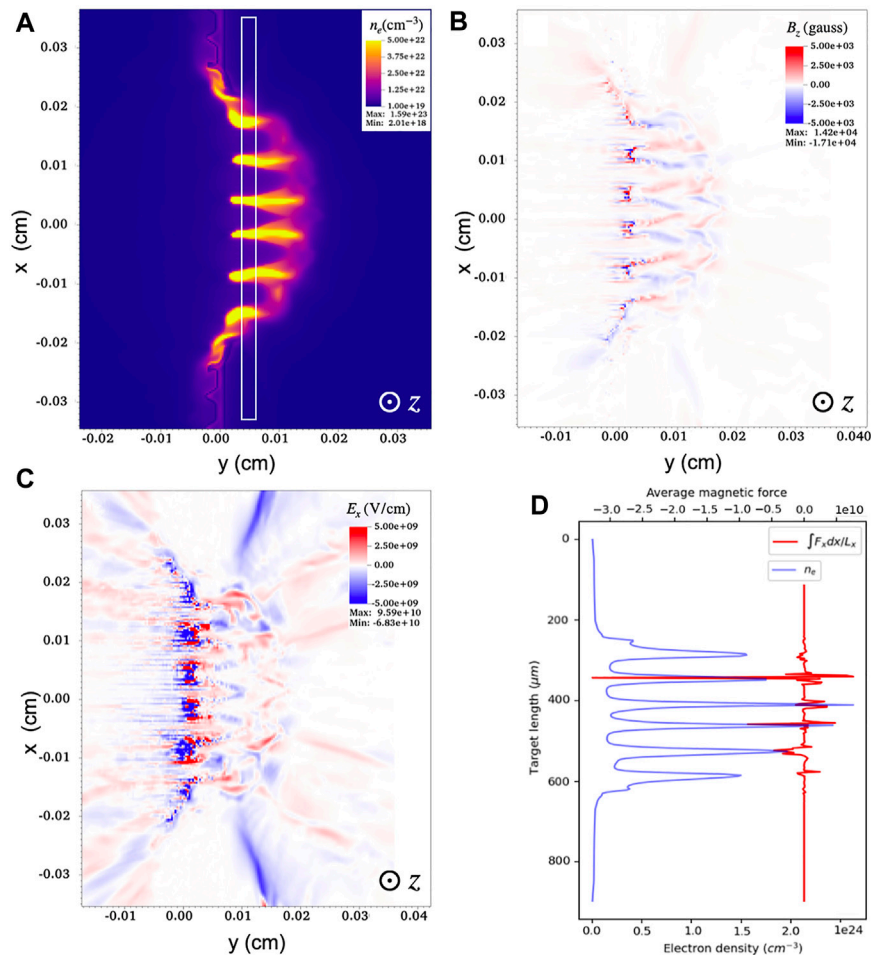 A
n_e(cm⁻³)
5.00e+22
3.75e+22
2.50e+22
1.25e+22
1.00e+19
Max: 1.59e+23
Min: 2.01e+18
0.03
0.02
0.01
0.00
-0.01
-0.02
-0.03
x (cm)
-0.02
-0.01
0.00
0.01
0.02
0.03
y (cm)
z
B
B_z (gauss)
5.00e+03
2.50e+03
0.00
-2.50e+03
-5.00e+03
Max: 1.42e+04
Min: -1.71e+04
0.03
0.02
0.01
0.00
-0.01
-0.02
-0.03
x (cm)
-0.01
0.00
0.01
0.02
0.03
0.040
y (cm)
z
C
E_x (V/cm)
5.00e+09
2.50e+09
0.00
-2.50e+09
-5.00e+09
Max: 9.59e+10
Min: -6.83e+10
0.03
0.02
0.01
0.00
-0.01
-0.02
-0.03
x (cm)
-0.01
0.00
0.01
0.02
0.03
0.04
y (cm)
z
D
Average magnetic force
-3.0 -2.5 -2.0 -1.5 -1.0 -0.5 0.0 1e10
∫F_x dx/L_x
n_e
0
200
400
600
800
Target length (μm)
0.0 0.5 1.0 1.5 2.0 1e24
Electron density (cm⁻³)